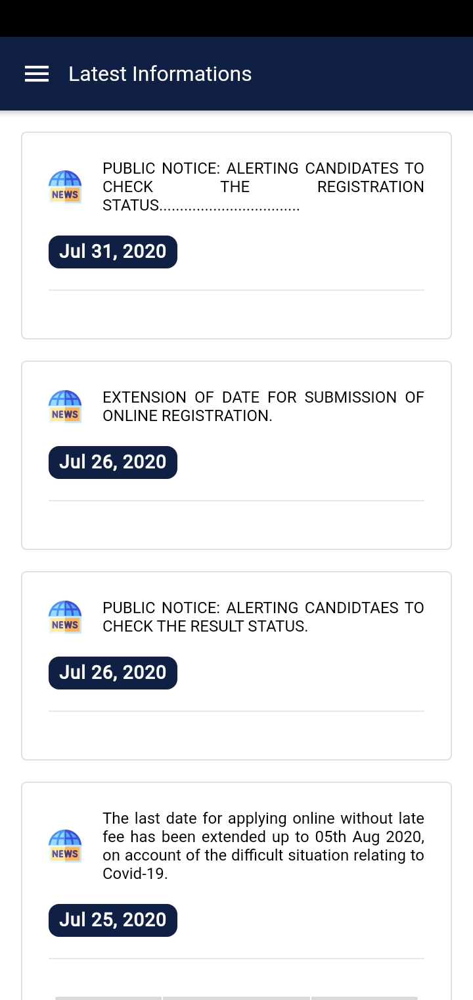 Latest Informations
PUBLIC NOTICE: ALERTING CANDIDATES TO
CHECK THE REGISTRATION
STATUS..................................
NEWS
Jul 31, 2020
EXTENSION OF DATE FOR SUBMISSION OF
ONLINE REGISTRATION.
NEWS
Jul 26, 2020
PUBLIC NOTICE: ALERTING CANDIDTAES TO
CHECK THE RESULT STATUS.
NEWS
Jul 26, 2020
The last date for applying online without late
fee has been extended up to 05th Aug 2020,
on account of the difficult situation relating to
Covid-19.
NEWS
Jul 25, 2020